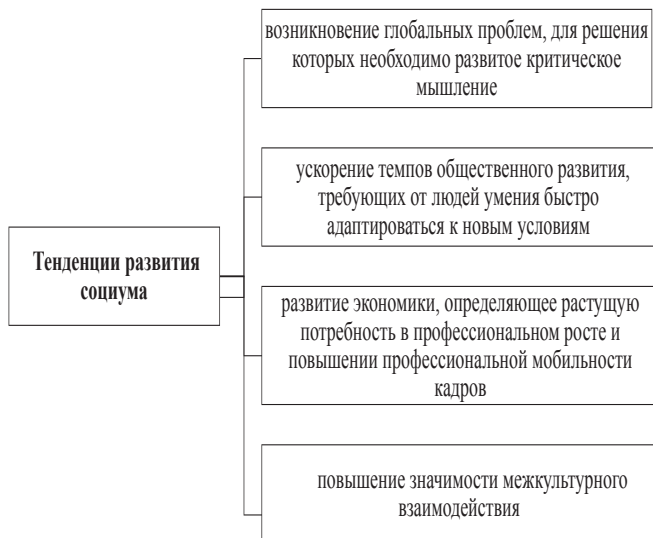 возникновение глобальных проблем, для решения
которых необходимо развитое критическое
мышление
ускорение темпов общественного развития,
требующих от людей умения быстро
адаптироваться к новым условиям
Тенденции развития
социума
развитие экономики, определяющее растущую
потребность в профессиональном росте и
повышении профессиональной мобильности
кадров
повышение значимости межкультурного
взаимодействия